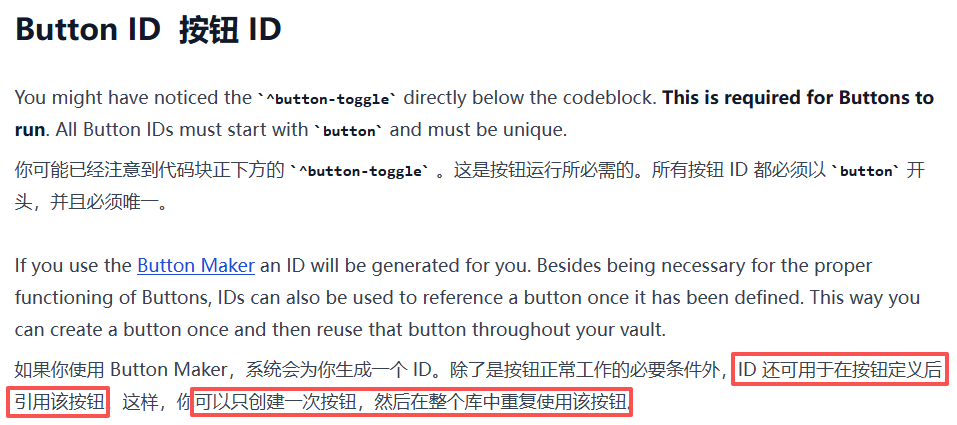 Button ID 按钮 ID
You might have noticed the `^button-toggle` directly below the codeblock. This is required for Buttons to
run. All Button IDs must start with `button` and must be unique.
你可能已经注意到代码块正下方的 `^button-toggle` 。这是按钮运行所必需的。所有按钮 ID 都必须以 `button` 开
头，并且必须唯一。
If you use the Button Maker an ID will be generated for you. Besides being necessary for the proper
functioning of Buttons, IDs can also be used to reference a button once it has been defined. This way you
can create a button once and then reuse that button throughout your vault.
如果你使用 Button Maker，系统会为你生成一个 ID。除了是按钮正常工作的必要条件外，ID 还可用于在按钮定义后
引用该按钮 这样，你可以只创建一次按钮，然后在整个库中重复使用该按钮。